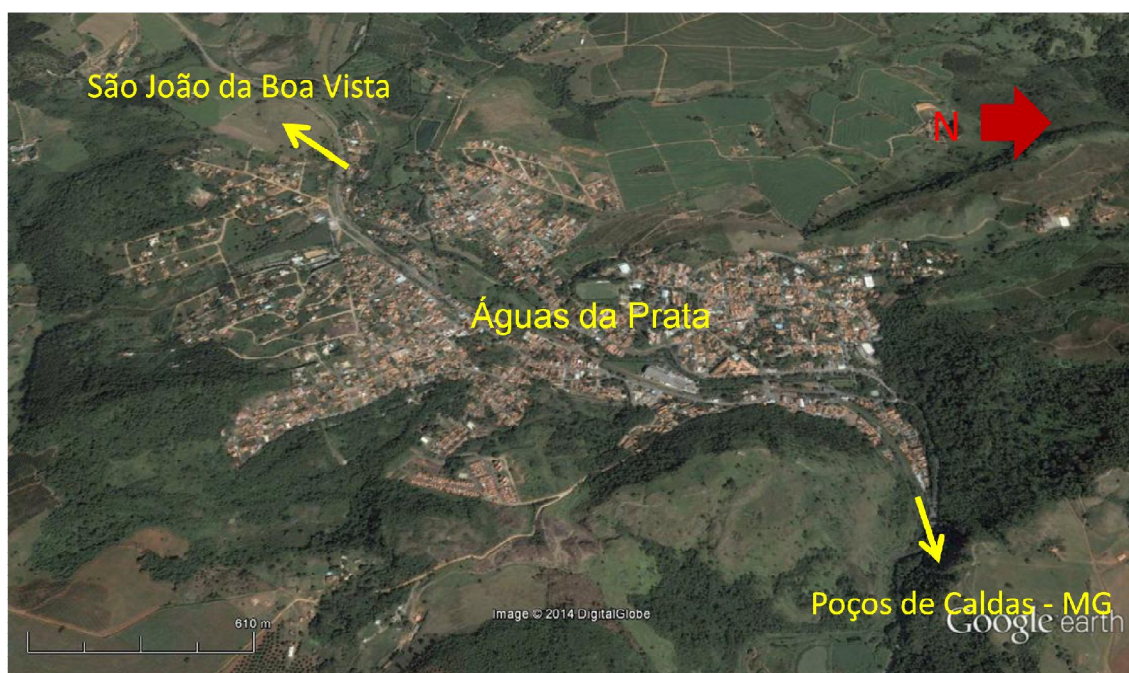 São João da Boa Vista
N
Águas da Prata
Image © 2014 DigitalGlobe
610 m
Poços de Caldas - MG
Google earth